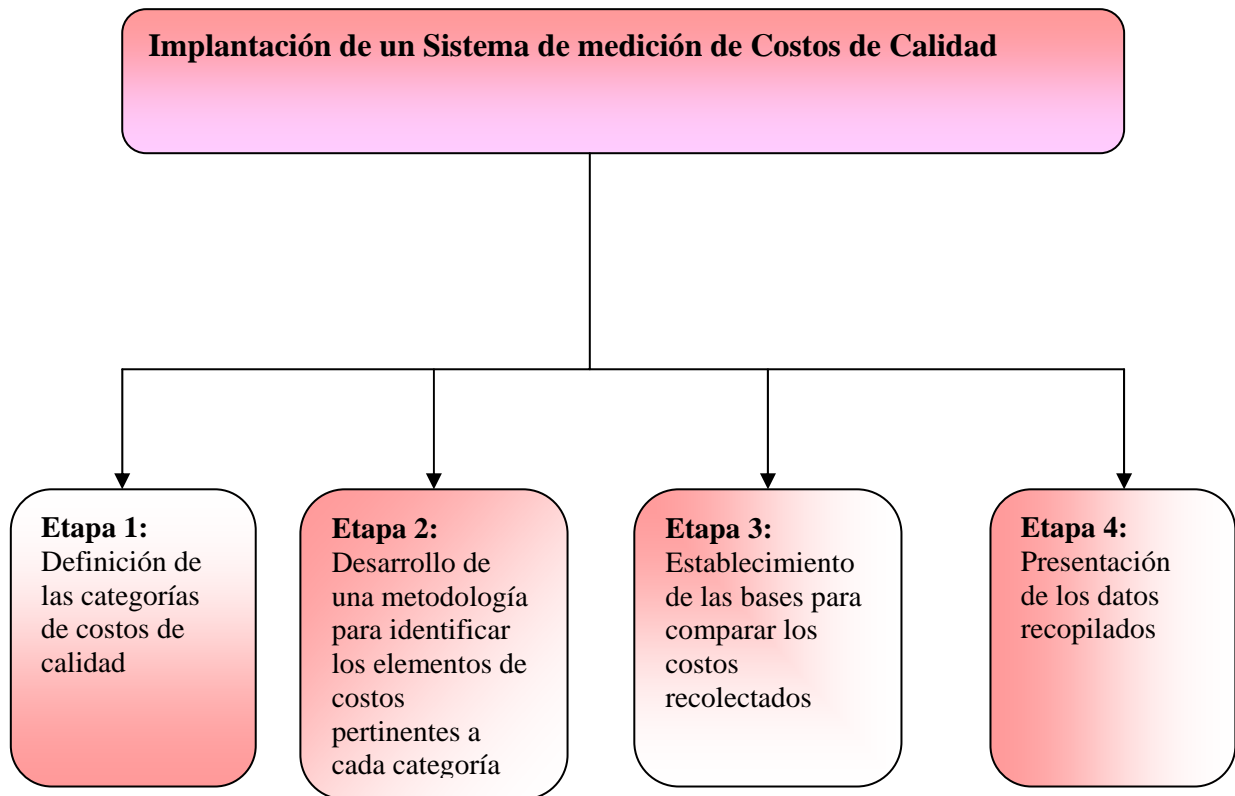 Implantación de un Sistema de medición de Costos de Calidad
Etapa 1:
Definición de
las categorías
de costos de
calidad
Etapa 2:
Desarrollo de
una metodología
para identificar
los elementos de
costos
pertinentes a
cada categoría
Etapa 3:
Establecimiento
de las bases para
comparar los
costos
recolectados
Etapa 4:
Presentación
de los datos
recopilados